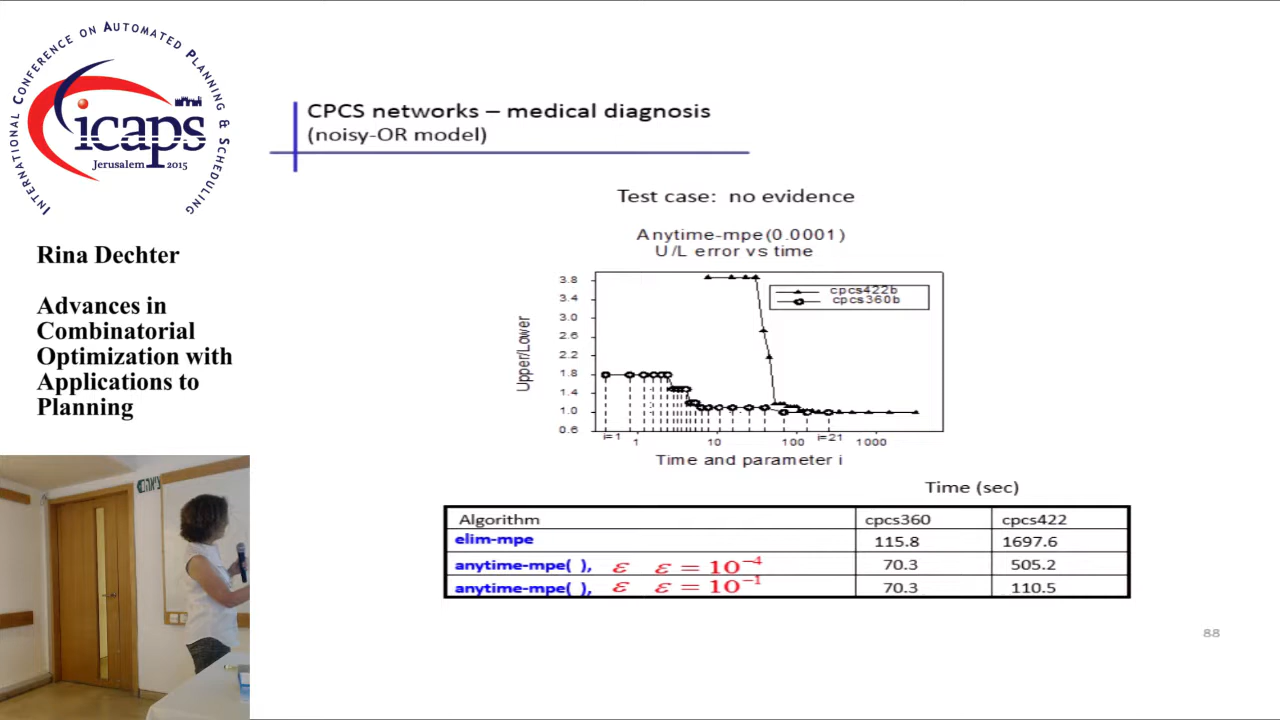 INTERNATIONAL CONFERENCE ON AUTOMATED PLANNING & SCHEDULING
icaps
Jerusalem 2015
Rina Dechter
Advances in
Combinatorial
Optimization with
Applications to
Planning
CPCS networks – medical diagnosis
(noisy-OR model)
Test case: no evidence
Anytime-mpe(0.0001)
U/L error vs time
cpcs422b
cpcs360b
Upper/Lower
3.8
3.4
3.0
2.6
2.2
1.8
1.4
1.0
0.6
i=1 1 10 100 i=21 1000
Time and parameter i
Time (sec)
Algorithm cpcs360 cpcs422
elim-mpe 115.8 1697.6
anytime-mpe( ), ε ε = 10⁻⁴ 70.3 505.2
anytime-mpe( ), ε ε = 10⁻¹ 70.3 110.5
88